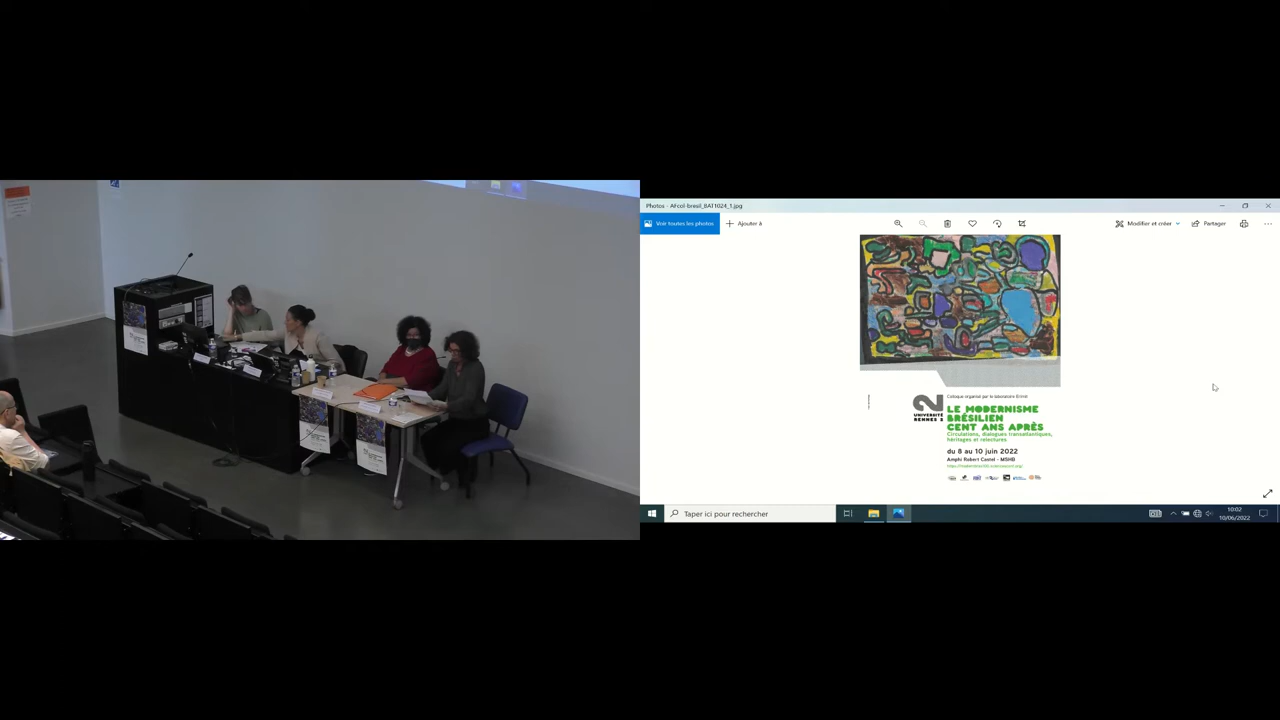 Photos - AFcol-bresil_BAT1024_1.jpg
Voir toutes les photos
Ajouter à
Modifier et créer
Partager
Colloque organisé par le laboratoire Erimit
UNIVERSITÉ
RENNES 2
LE MODERNISME
BRÉSILIEN
CENT ANS APRÈS
Circulations, dialogues transatlantiques,
héritages et relectures
du 8 au 10 juin 2022
Amphi Robert Castel - MSHB
Taper ici pour rechercher
10:02
10/06/2022